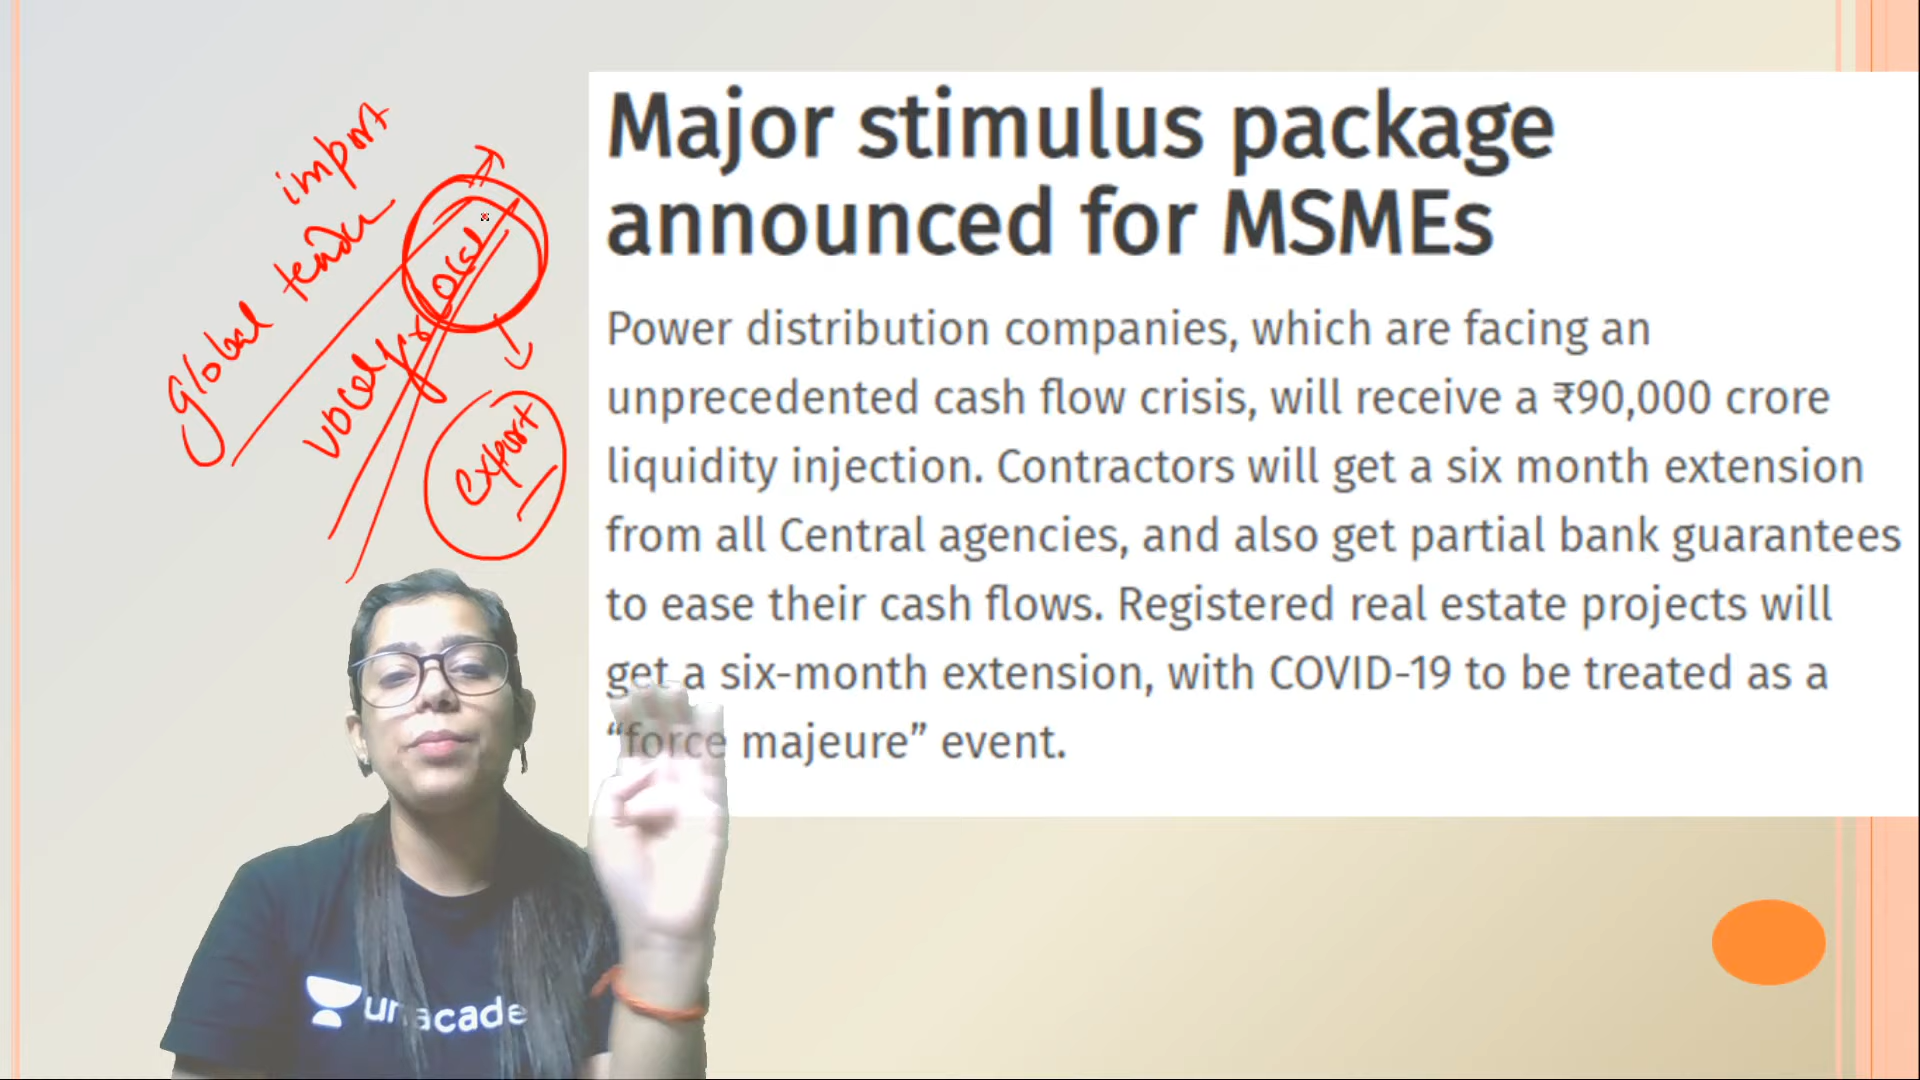 import
global tender
vocal for local
export
Major stimulus package
announced for MSMEs
Power distribution companies, which are facing an
unprecedented cash flow crisis, will receive a ₹90,000 crore
liquidity injection. Contractors will get a six month extension
from all Central agencies, and also get partial bank guarantees
to ease their cash flows. Registered real estate projects will
get a six-month extension, with COVID-19 to be treated as a
“force majeure” event.
unacade